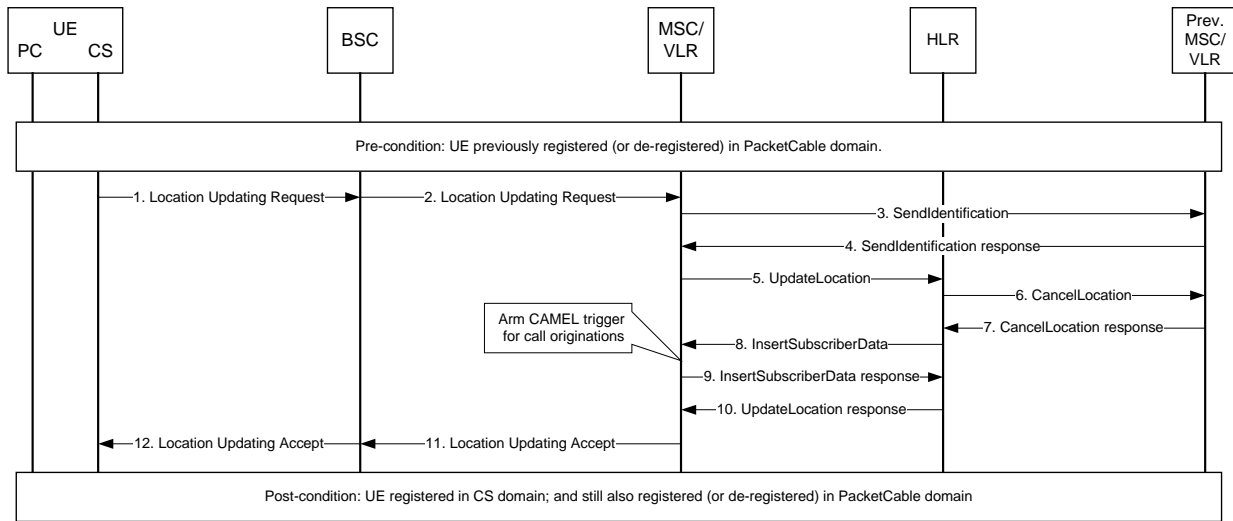 UE
PC CS
BSC
MSC/
VLR
HLR
Prev.
MSC/
VLR
Pre-condition: UE previously registered (or de-registered) in PacketCable domain.
1. Location Updating Request
2. Location Updating Request
3. SendIdentification
4. SendIdentification response
5. UpdateLocation
6. CancelLocation
Arm CAMEL trigger
for call originations
7. CancelLocation response
8. InsertSubscriberData
9. InsertSubscriberData response
10. UpdateLocation response
12. Location Updating Accept
11. Location Updating Accept
Post-condition: UE registered in CS domain; and still also registered (or de-registered) in PacketCable domain